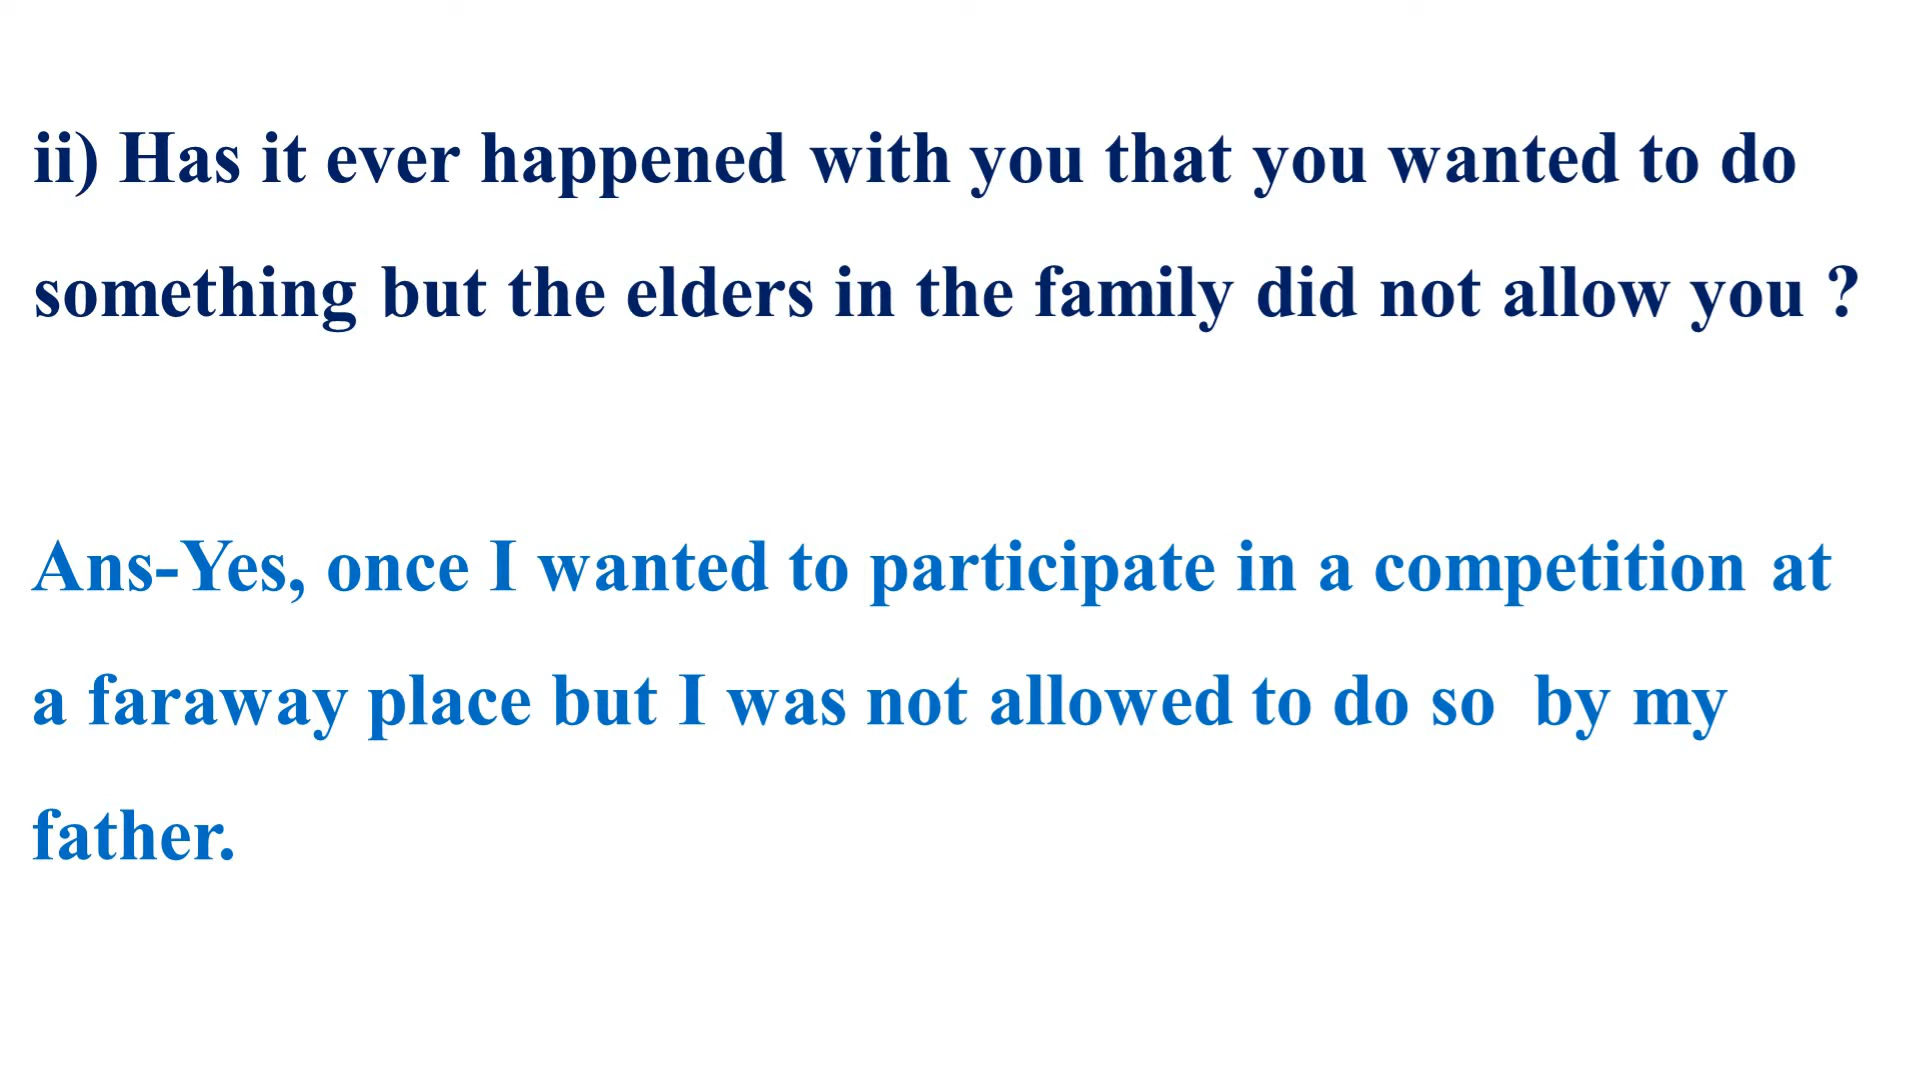 ii) Has it ever happened with you that you wanted to do
something but the elders in the family did not allow you ?
Ans-Yes, once I wanted to participate in a competition at
a faraway place but I was not allowed to do so  by my
father.